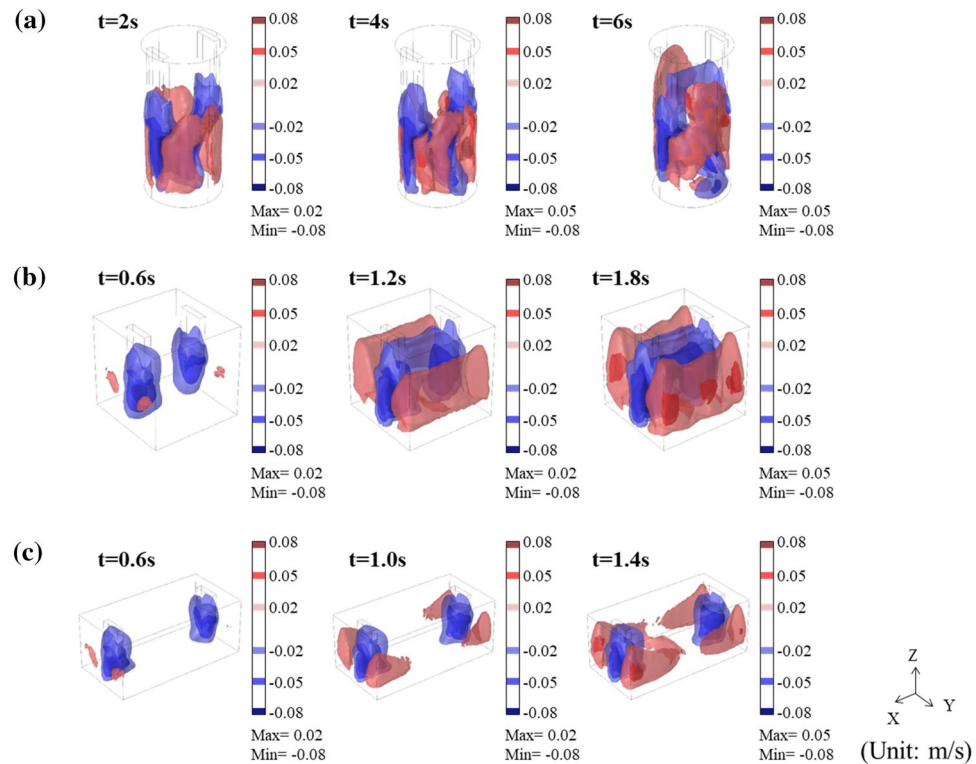 (a)
t=2s
0.08
0.05
0.02
-0.02
-0.05
-0.08
Max= 0.02
Min= -0.08
t=4s
0.08
0.05
0.02
-0.02
-0.05
-0.08
Max= 0.05
Min= -0.08
t=6s
0.08
0.05
0.02
-0.02
-0.05
-0.08
Max= 0.05
Min= -0.08
(b)
t=0.6s
0.08
0.05
0.02
-0.02
-0.05
-0.08
Max= 0.02
Min= -0.08
t=1.2s
0.08
0.05
0.02
-0.02
-0.05
-0.08
Max= 0.02
Min= -0.08
t=1.8s
0.08
0.05
0.02
-0.02
-0.05
-0.08
Max= 0.05
Min= -0.08
(c)
t=0.6s
0.08
0.05
0.02
-0.02
-0.05
-0.08
Max= 0.02
Min= -0.08
t=1.0s
0.08
0.05
0.02
-0.02
-0.05
-0.08
Max= 0.02
Min= -0.08
t=1.4s
0.08
0.05
0.02
-0.02
-0.05
-0.08
Max= 0.05
Min= -0.08
Z
X
Y
(Unit: m/s)